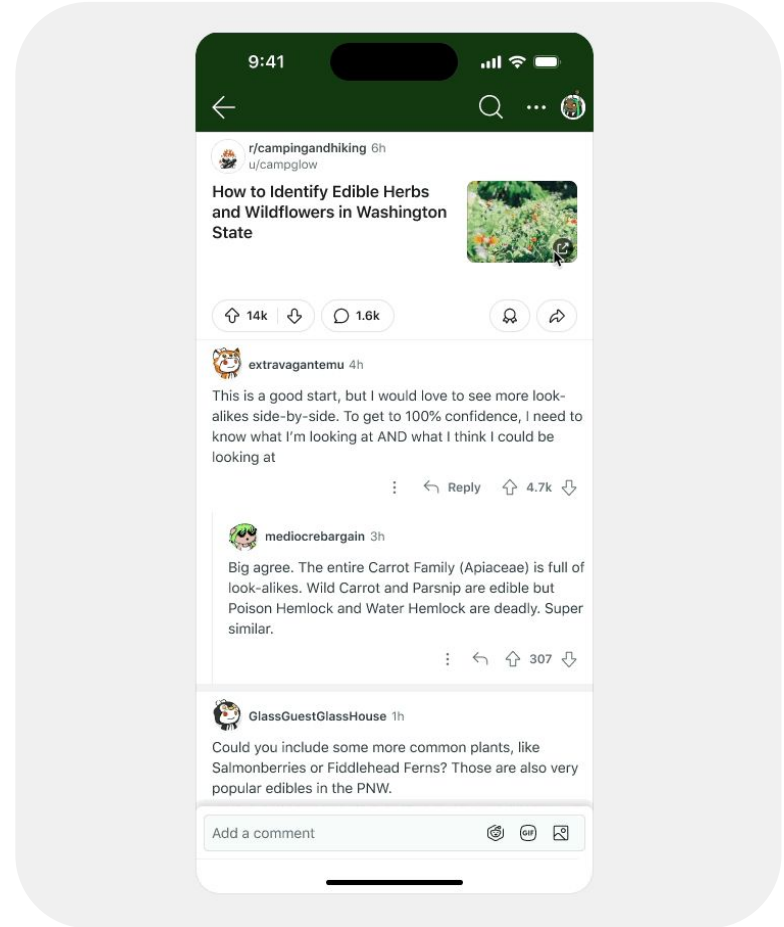 9:41
r/campingandhiking 6h
u/campglow
How to Identify Edible Herbs
and Wildflowers in Washington
State
14k
1.6k
extravagantemu 4h
This is a good start, but I would love to see more look-
alikes side-by-side. To get to 100% confidence, I need to
know what I'm looking at AND what I think I could be
looking at
Reply 4.7k
mediocrebargain 3h
Big agree. The entire Carrot Family (Apiaceae) is full of
look-alikes. Wild Carrot and Parsnip are edible but
Poison Hemlock and Water Hemlock are deadly. Super
similar.
307
GlassGuestGlassHouse 1h
Could you include some more common plants, like
Salmonberries or Fiddlehead Ferns? Those are also very
popular edibles in the PNW.
Add a comment GIF